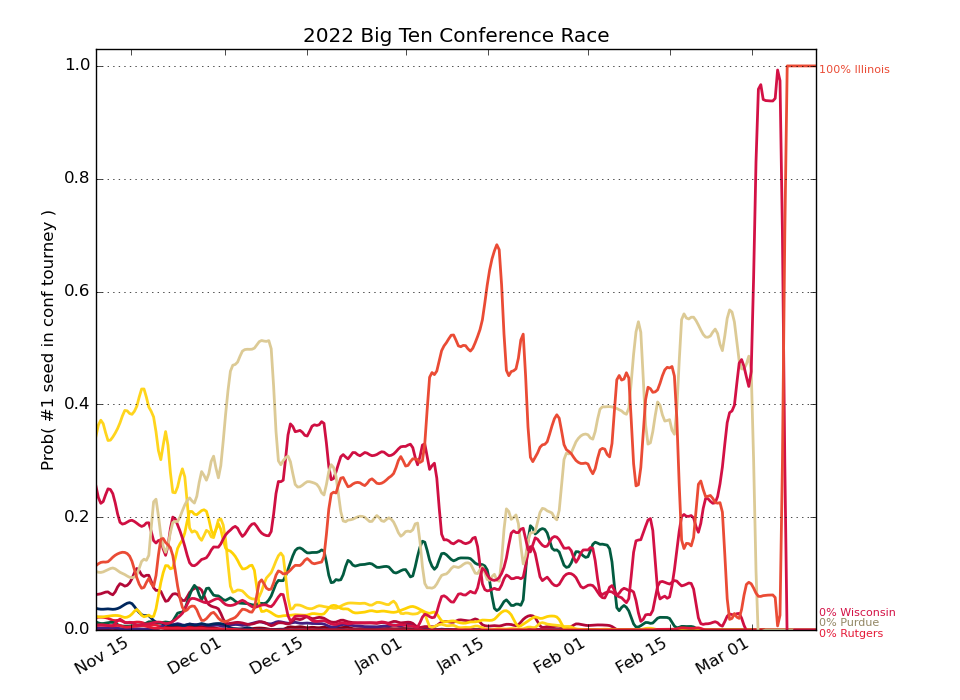 2022 Big Ten Conference Race
Prob( #1 seed in conf tourney )
1.0
0.8
0.6
0.4
0.2
0.0
Nov 15
Dec 01
Dec 15
Jan 01
Jan 15
Feb 01
Feb 15
Mar 01
100% Illinois
0% Wisconsin
0% Purdue
0% Rutgers